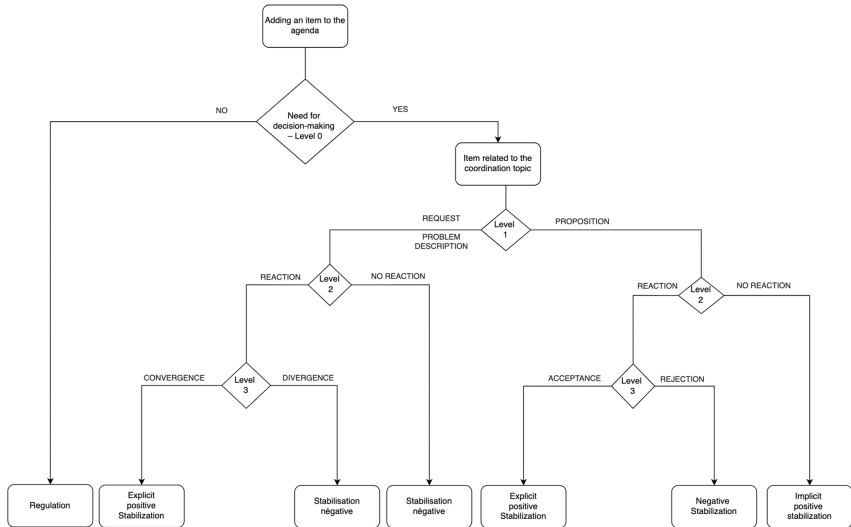 Adding an item to the
agenda
NO
Need for
decision-making
– Level 0
YES
Item related to the
coordination topic
REQUEST
PROBLEM
DESCRIPTION
Level
1
PROPOSITION
REACTION
Level
2
NO REACTION
REACTION
Level
2
NO REACTION
CONVERGENCE
Level
3
DIVERGENCE
ACCEPTANCE
Level
3
REJECTION
Regulation
Explicit
positive
Stabilization
Stabilisation
négative
Stabilisation
négative
Explicit
positive
Stabilization
Negative
Stabilization
Implicit
positive
stabilization